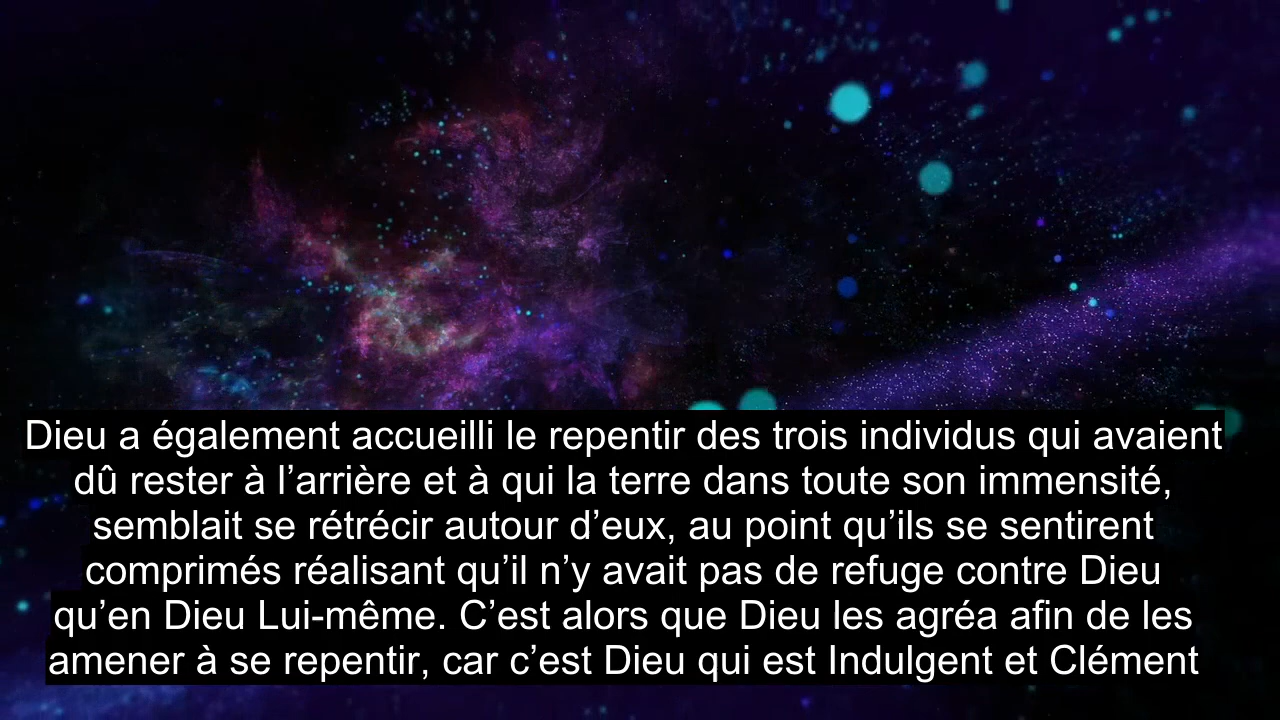 Dieu a également accueilli le repentir des trois individus qui avaient
dû rester à l’arrière et à qui la terre dans toute son immensité,
semblait se rétrécir autour d’eux, au point qu’ils se sentirent
comprimés réalisant qu’il n’y avait pas de refuge contre Dieu
qu’en Dieu Lui-même. C’est alors que Dieu les agréa afin de les
amener à se repentir, car c’est Dieu qui est Indulgent et Clément